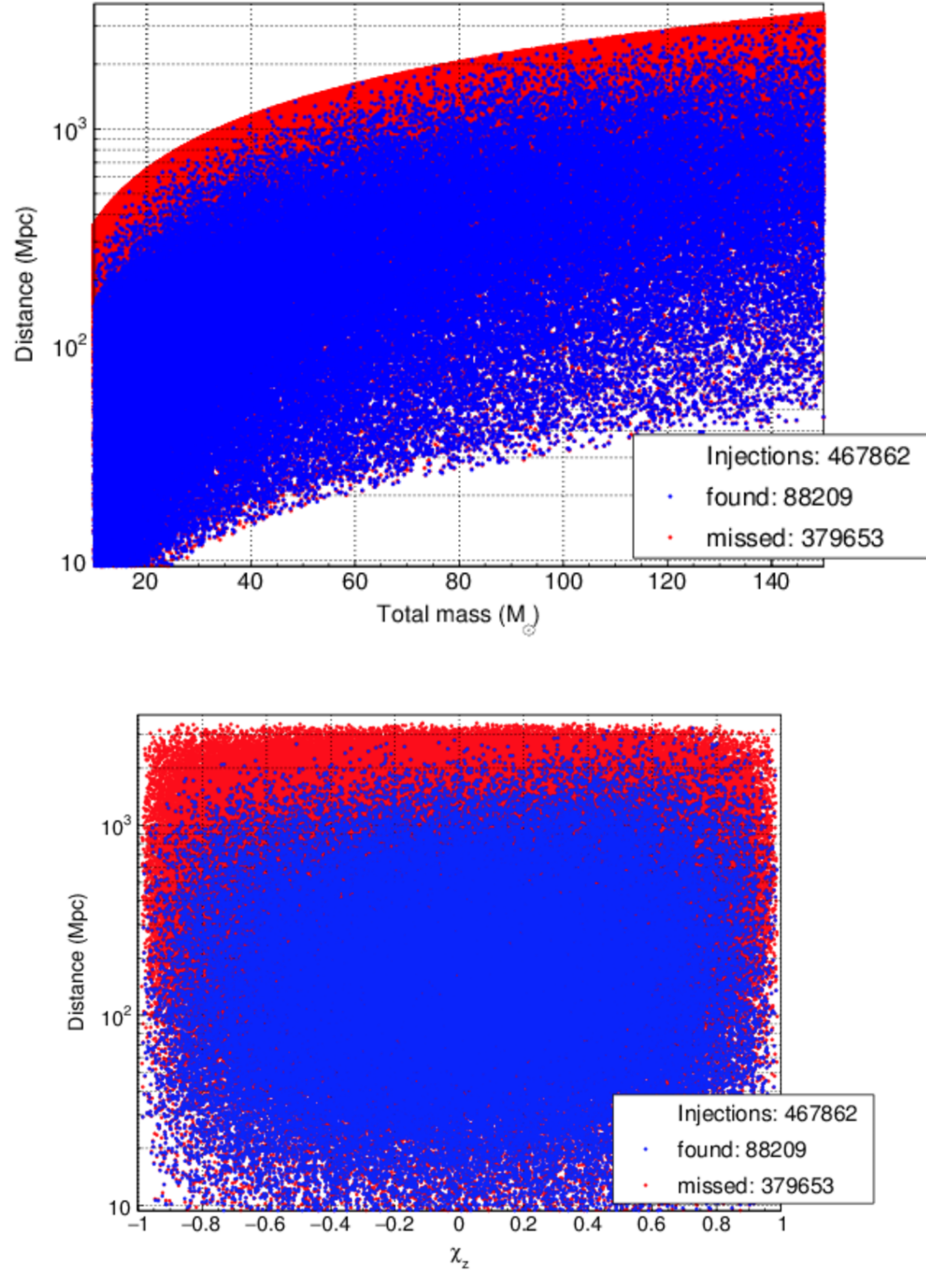 Distance (Mpc)
10³
10²
10
20 40 60 80 100 120 140
Total mass (M☉)
Injections: 467862
found: 88209
missed: 379653
Distance (Mpc)
10³
10²
10
−1 −0.8 −0.6 −0.4 −0.2 0 0.2 0.4 0.6 0.8 1
χz
Injections: 467862
found: 88209
missed: 379653